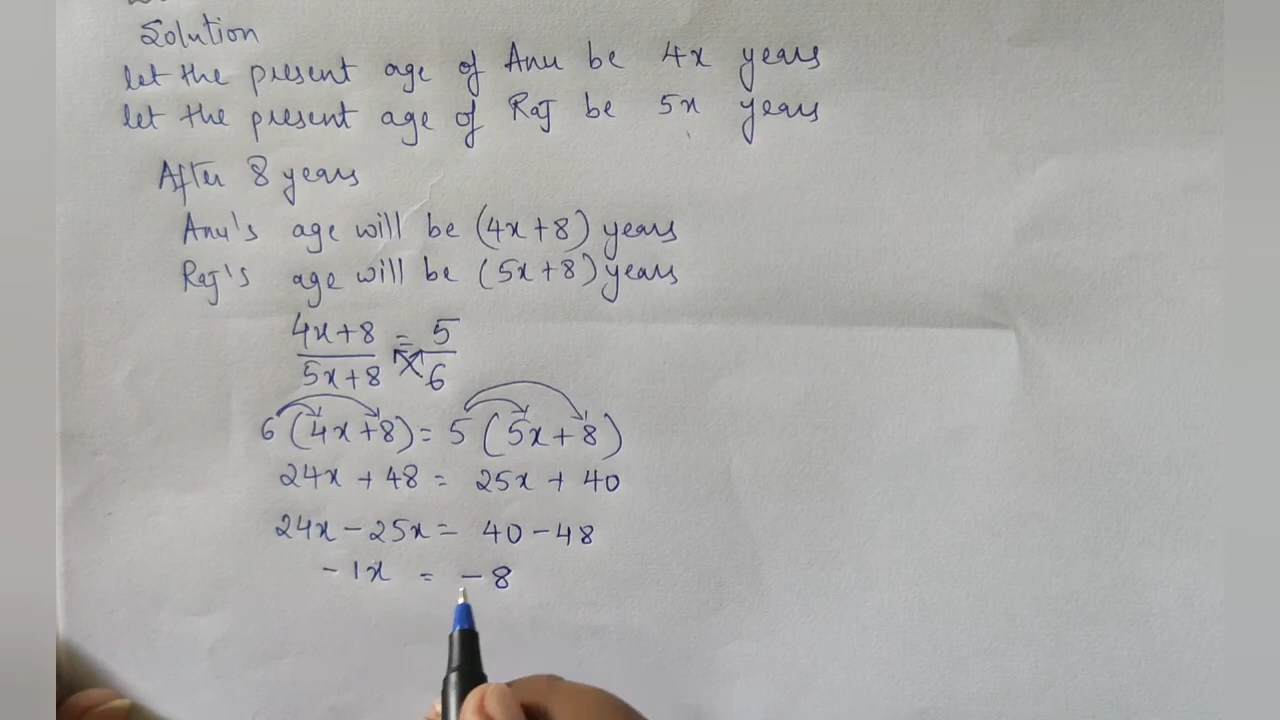 Solution
let the present age of Anu be 4x years
let the present age of Raj be 5x years
After 8 years
Anu's age will be (4x+8) years
Raj's age will be (5x+8) years
4x+8 = 5
5x+8 6
6(4x+8) = 5(5x+8)
24x + 48 = 25x + 40
24x - 25x = 40 - 48
-1x = -8